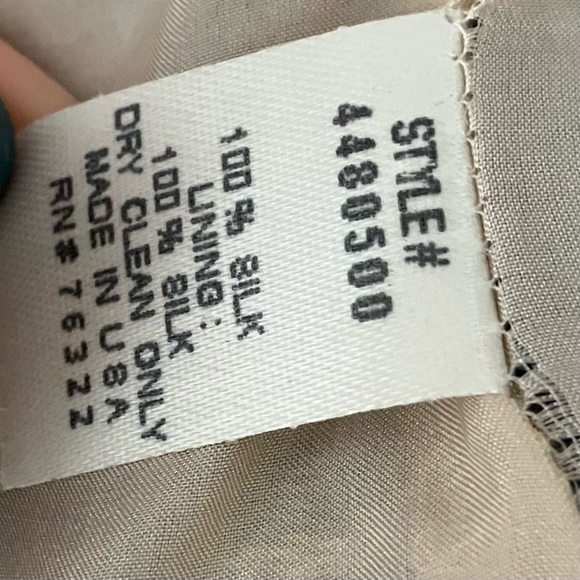 STYLE#
4480500
100% SILK
LINING:
100% SILK
DRY CLEAN ONLY
MADE IN USA
RN# 76322